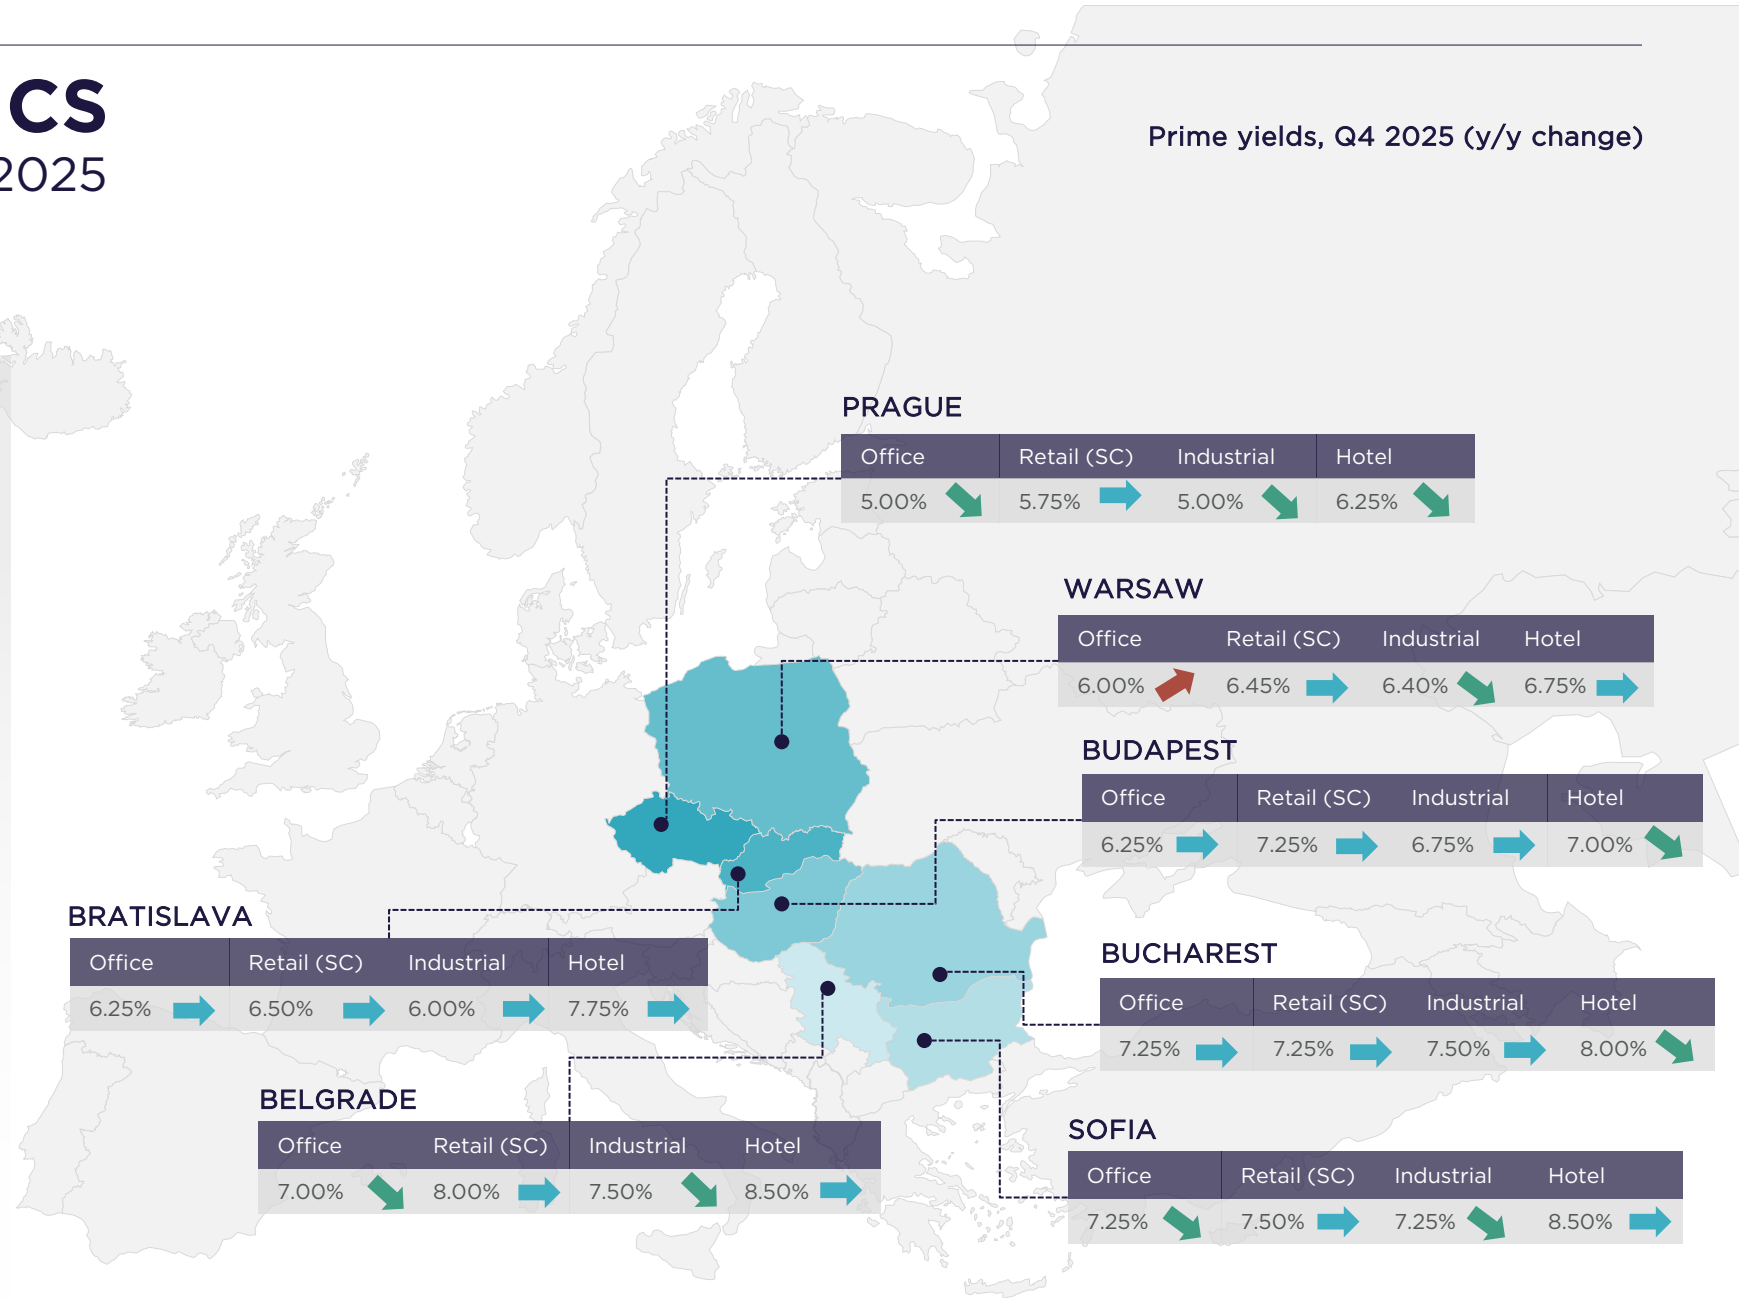 CS
2025
Prime yields, Q4 2025 (y/y change)
PRAGUE
Office Retail (SC) Industrial Hotel
5.00% 5.75% 5.00% 6.25%
WARSAW
Office Retail (SC) Industrial Hotel
6.00% 6.45% 6.40% 6.75%
BUDAPEST
Office Retail (SC) Industrial Hotel
6.25% 7.25% 6.75% 7.00%
BRATISLAVA
Office Retail (SC) Industrial Hotel
6.25% 6.50% 6.00% 7.75%
BUCHAREST
Office Retail (SC) Industrial Hotel
7.25% 7.25% 7.50% 8.00%
BELGRADE
Office Retail (SC) Industrial Hotel
7.00% 8.00% 7.50% 8.50%
SOFIA
Office Retail (SC) Industrial Hotel
7.25% 7.50% 7.25% 8.50%